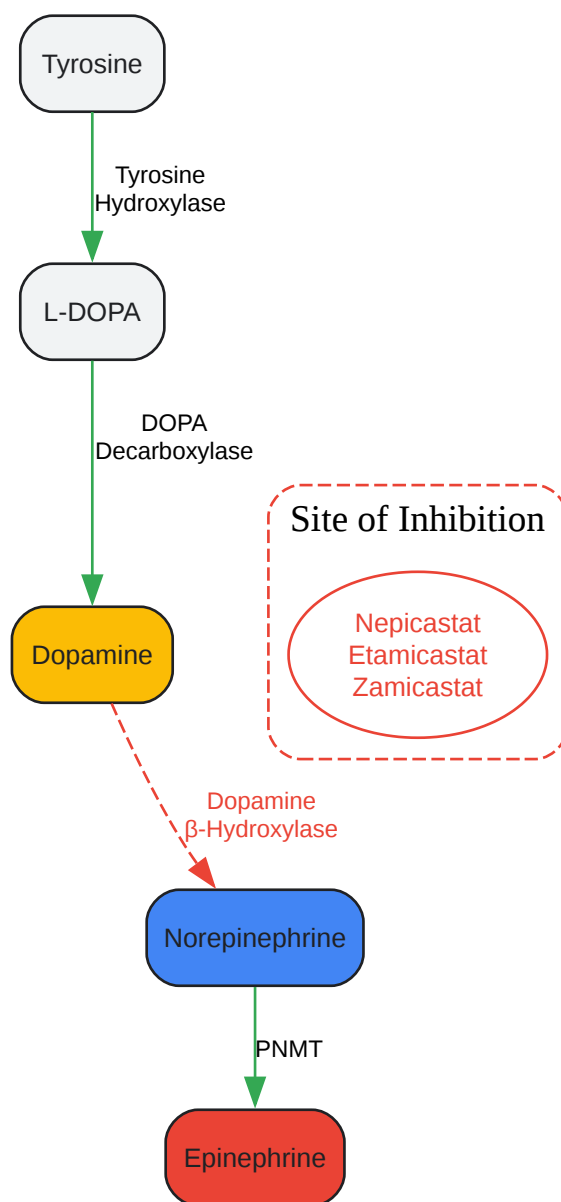 Tyrosine
Tyrosine
Hydroxylase
L-DOPA
DOPA
Decarboxylase
Site of Inhibition
Nepicastat
Etamicastat
Zamicastat
Dopamine
Dopamine
β-Hydroxylase
Norepinephrine
PNMT
Epinephrine